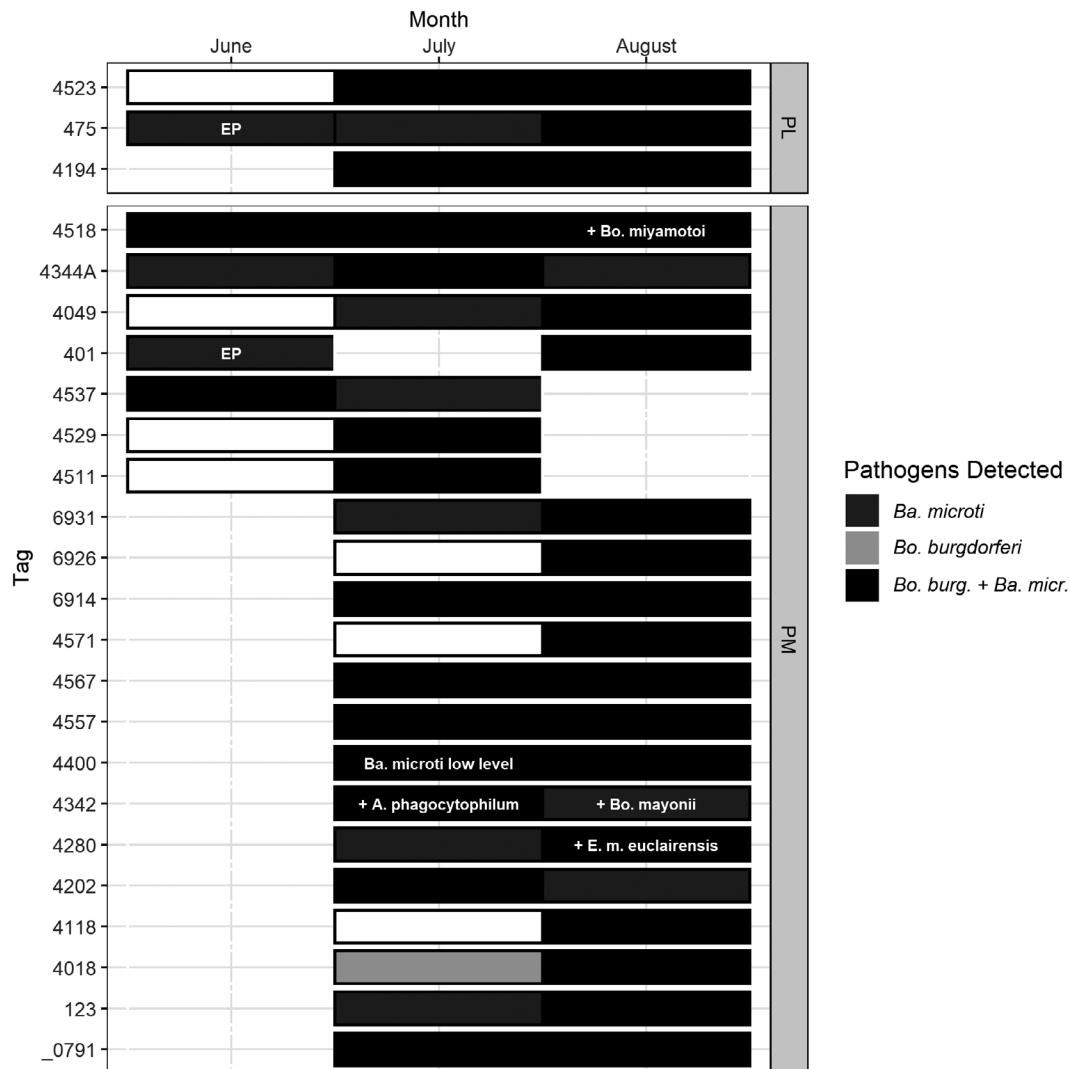 Month
June July August
4523
475 EP
4194
PL
4518 + Bo. miyamotoi
4344A
4049
401 EP
4537
4529
4511
6931
6926
6914
4571
4567
4557
4400 Ba. microti low level
4342 + A. phagocytophilum + Bo. mayonii
4280 + E. m. euclairensis
4202
4118
4018
123
_0791
PM
Tag
Pathogens Detected
Ba. microti
Bo. burgdorferi
Bo. burg. + Ba. micr.